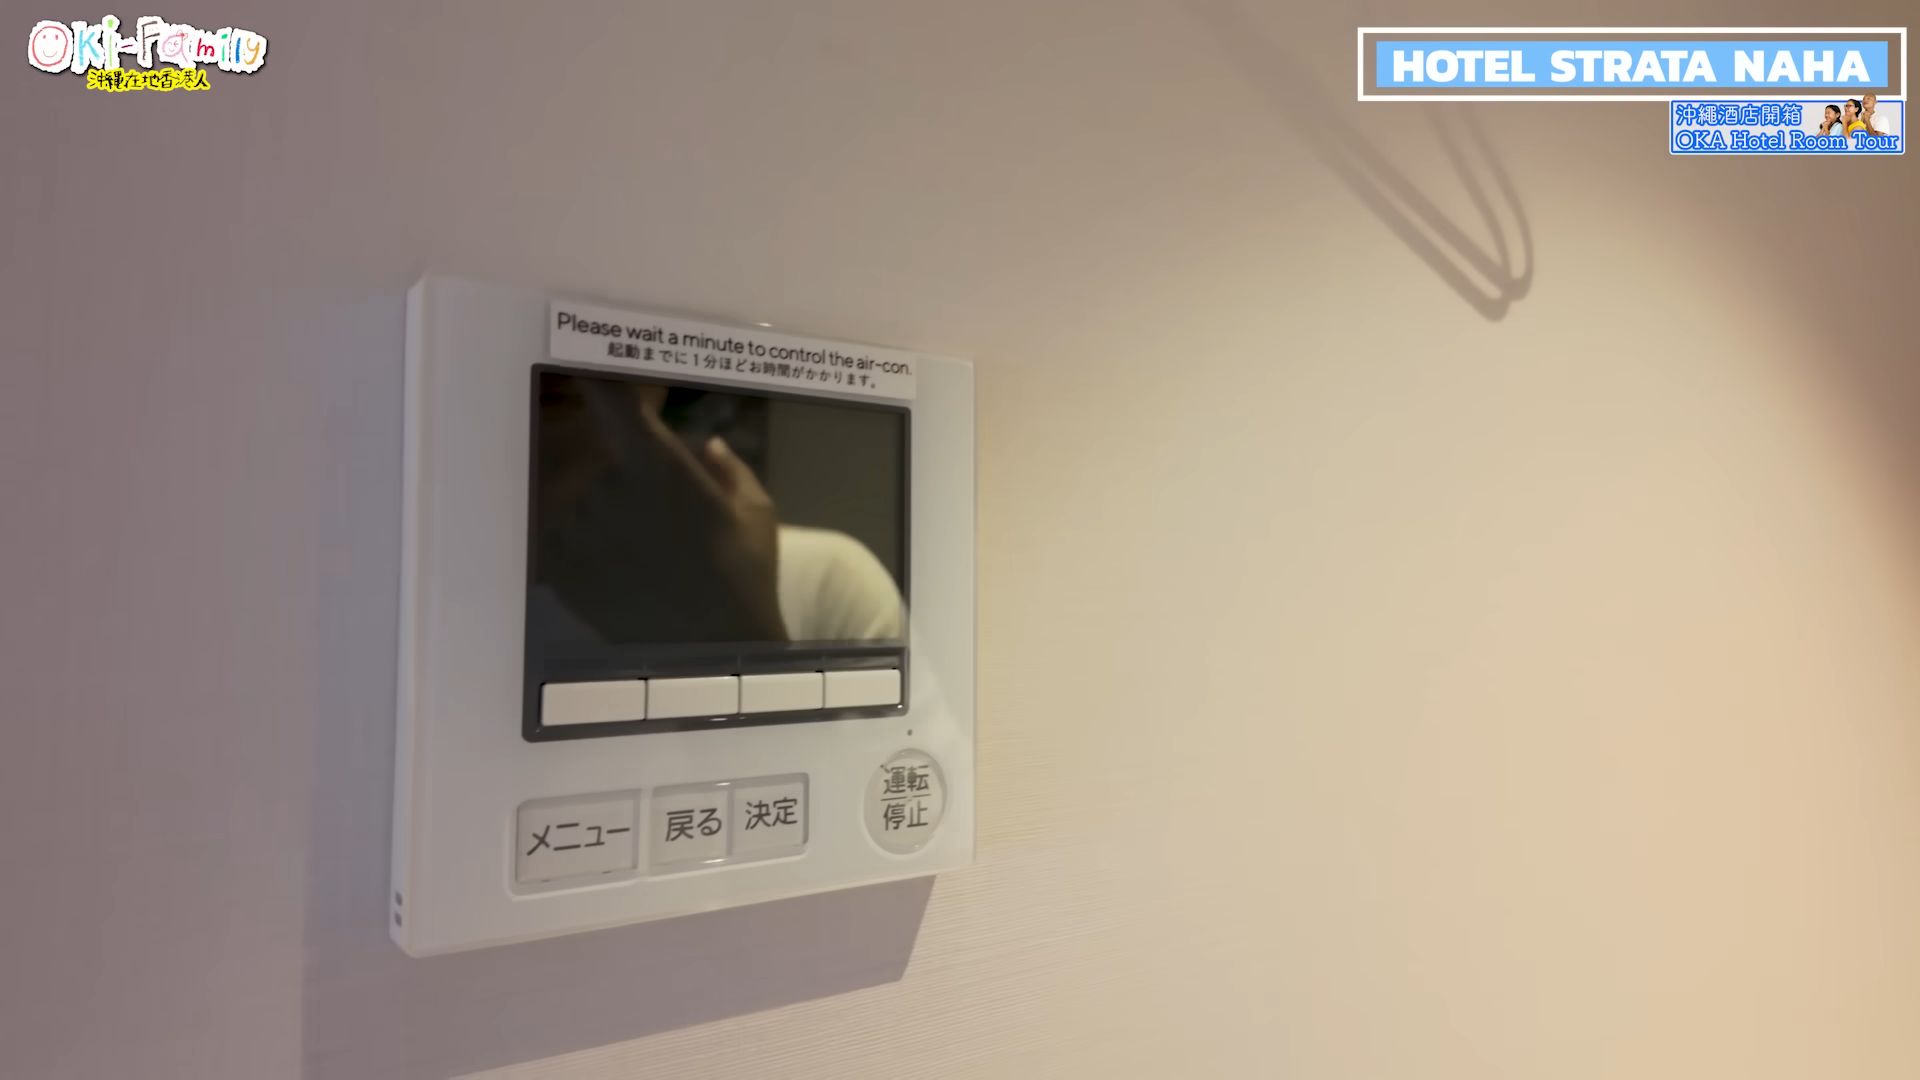 Oki-Family
沖縄在地香港人
HOTEL STRATA NAHA
沖繩酒店開箱
OKA Hotel Room Tour
Please wait a minute to control the air-con.
起動までに1分ほどお時間がかかります。
メニュー
戻る
決定
運転
停止